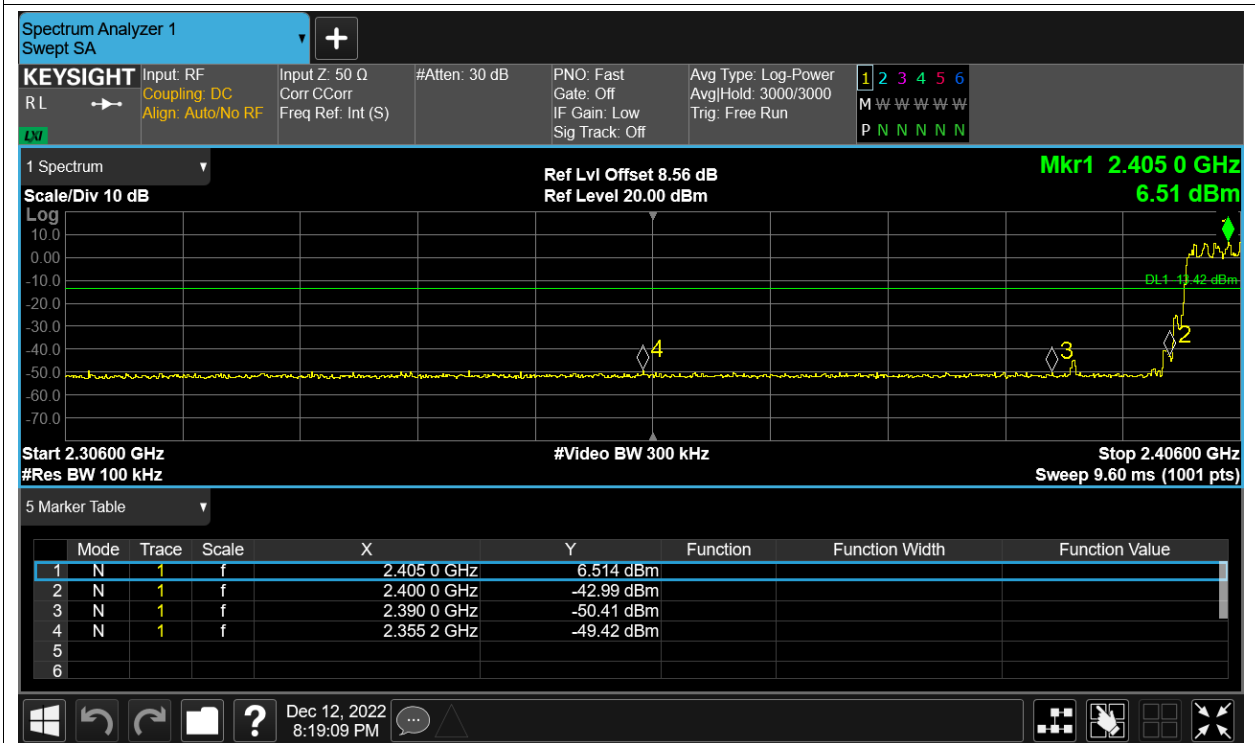 Spectrum Analyzer 1
Swept SA
+
KEYSIGHT Input: RF Input Z: 50 Ω #Atten: 30 dB PNO: Fast Avg Type: Log-Power 1 2 3 4 5 6
R L Coupling: DC Corr CCorr Gate: Off Avg|Hold: 3000/3000 M W W W W W
Align: Auto/No RF Freq Ref: Int (S) IF Gain: Low Trig: Free Run
LXI Sig Track: Off P N N N N N
1 Spectrum
Ref Lvl Offset 8.56 dB
Mkr1 2.405 0 GHz
Scale/Div 10 dB Ref Level 20.00 dBm 6.51 dBm
Log
10.0
0.00
-10.0
DL1 -13.42 dBm
-20.0
-30.0
2
-40.0
4 3
-50.0
-60.0
-70.0
Start 2.30600 GHz #Video BW 300 kHz Stop 2.40600 GHz
#Res BW 100 kHz Sweep 9.60 ms (1001 pts)
5 Marker Table
Mode Trace Scale X Y Function Function Width Function Value
1 N 1 f 2.405 0 GHz 6.514 dBm
2 N 1 f 2.400 0 GHz -42.99 dBm
3 N 1 f 2.390 0 GHz -50.41 dBm
4 N 1 f 2.355 2 GHz -49.42 dBm
5
6
? Dec 12, 2022
8:19:09 PM